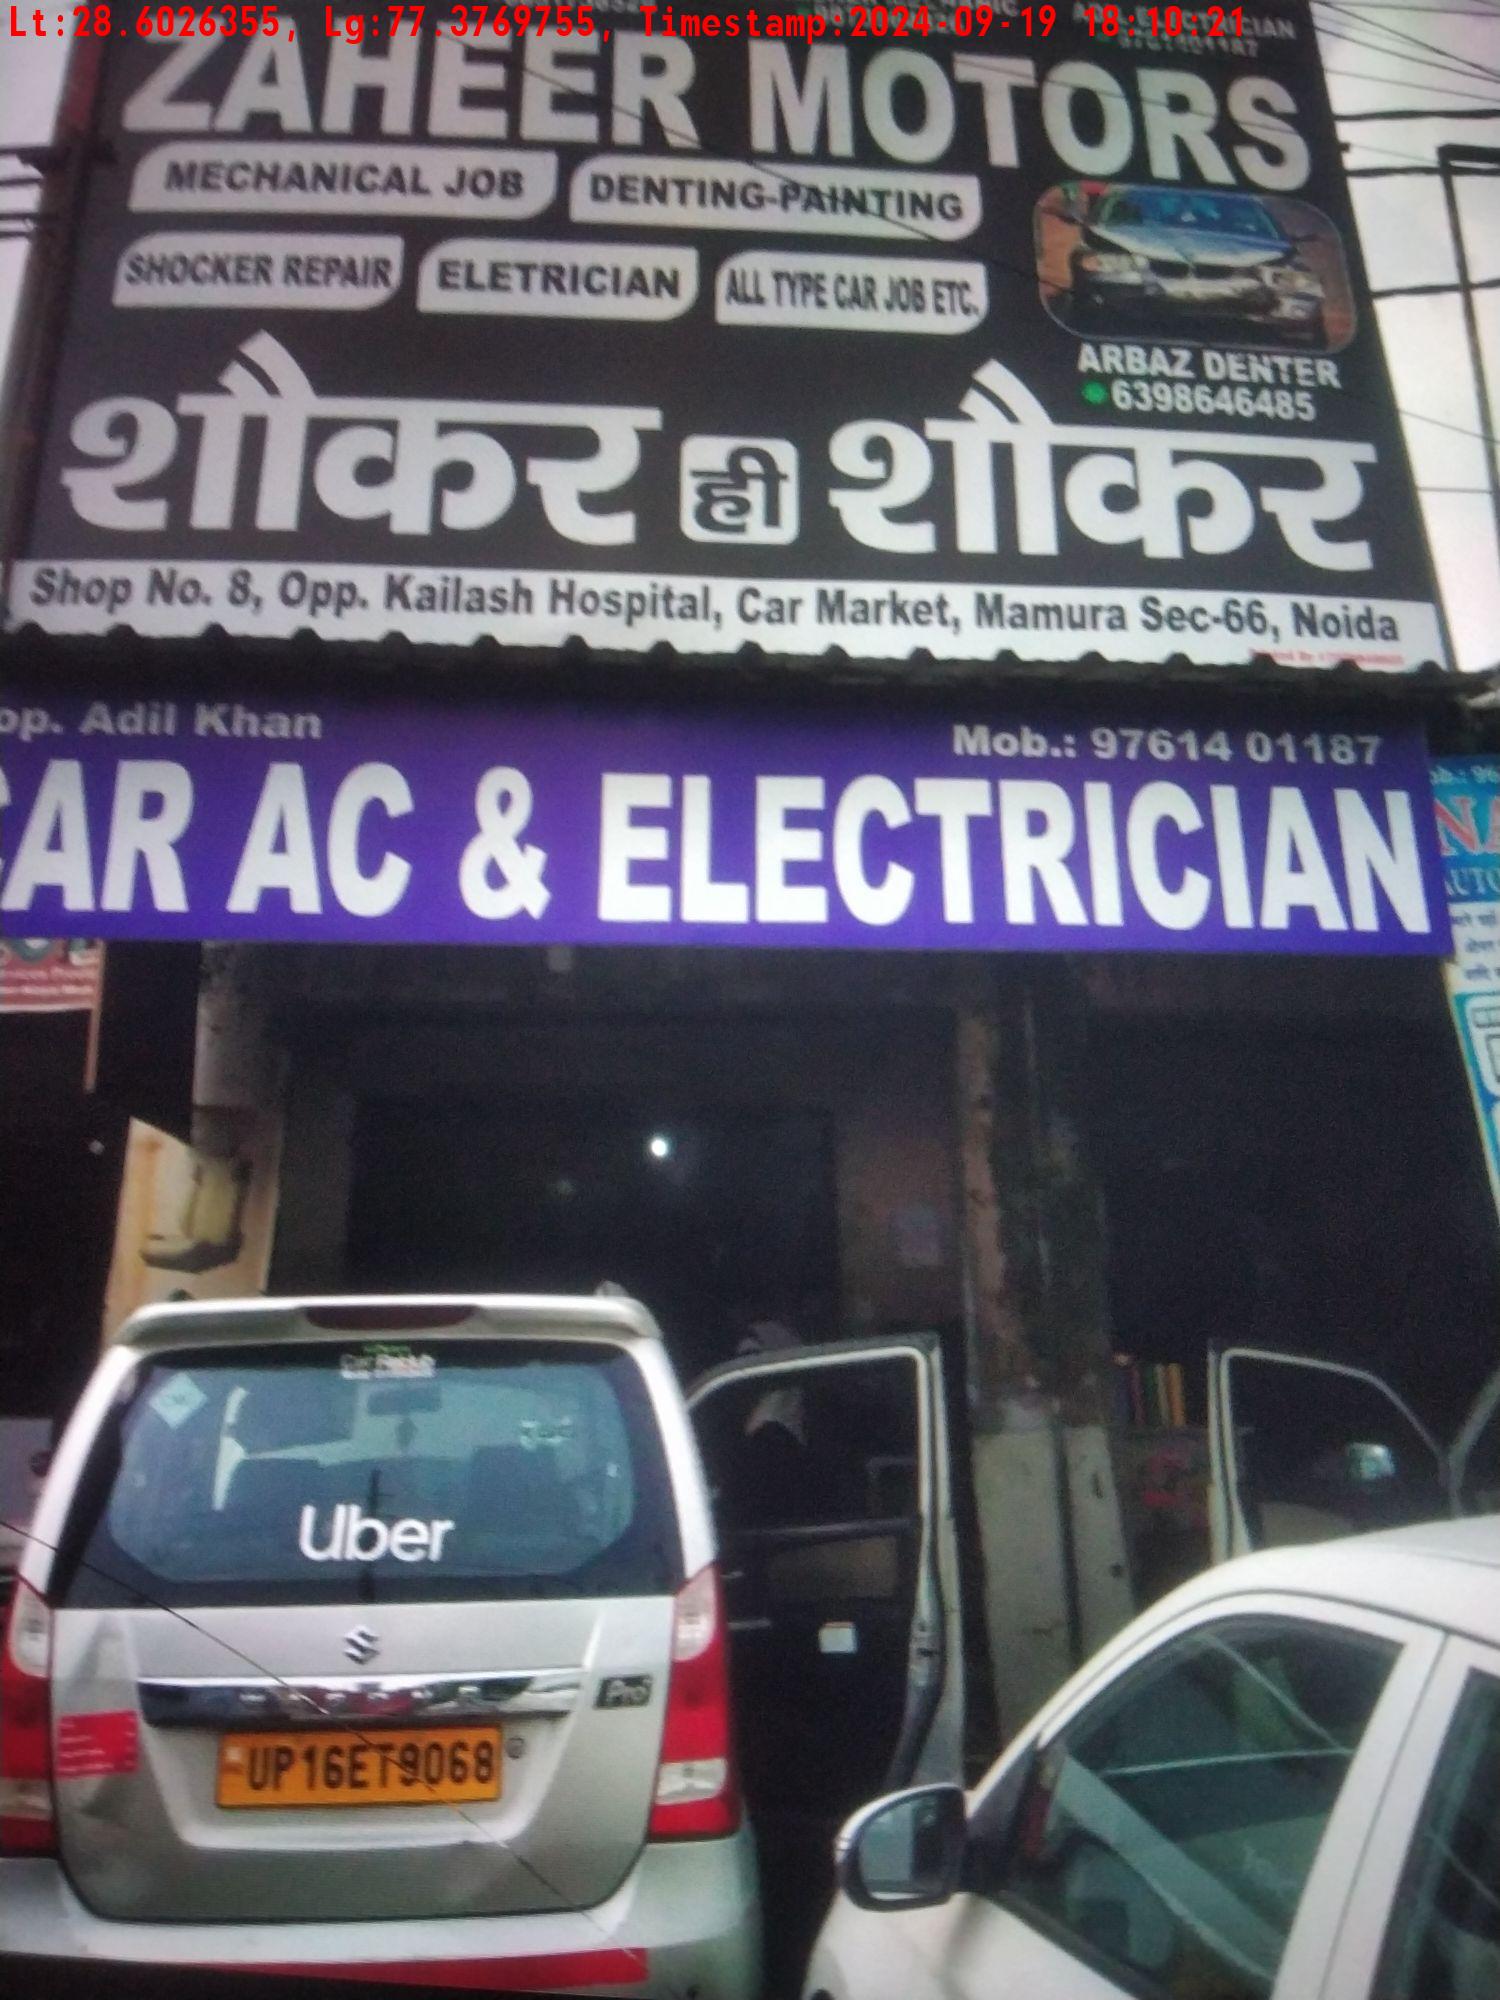 Lt:28.6026355, Lg:77.3769755, Timestamp:2024-09-19 18:10:21
ZAHEER MOTORS
MECHANICAL JOB
DENTING-PAINTING
SHOCKER REPAIR
ELETRICIAN
ALL TYPE CAR JOB ETC.
ARBAZ DENTER
6398646485
शौकर ही शौकर
Shop No. 8, Opp. Kailash Hospital, Car Market, Mamura Sec-66, Noida
op. Adil Khan
Mob.: 97614 01187
CAR AC & ELECTRICIAN
Uber
Pro
UP16ET9068